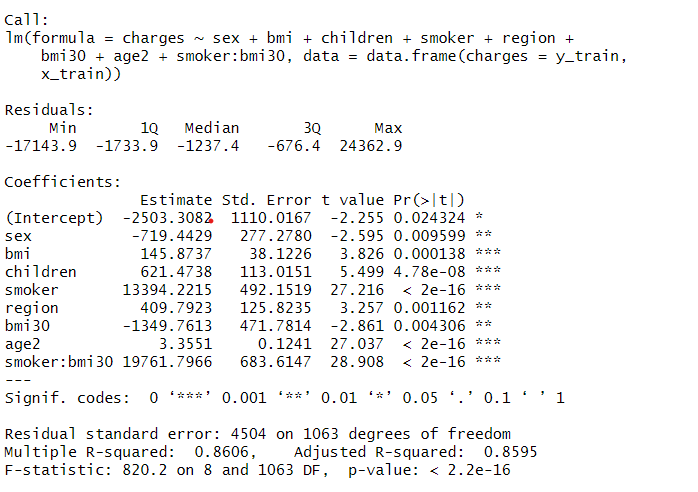 Call:
lm(formula = charges ~ sex + bmi + children + smoker + region +
    bmi30 + age2 + smoker:bmi30, data = data.frame(charges = y_train,
    x_train))

Residuals:
     Min       1Q   Median       3Q      Max
-17143.9  -1733.9  -1237.4   -676.4  24362.9

Coefficients:
               Estimate Std. Error t value Pr(>|t|)
(Intercept)  -2503.3082  1110.0167  -2.255 0.024324 *
sex           -719.4429   277.2780  -2.595 0.009599 **
bmi            145.8737    38.1226   3.826 0.000138 ***
children       621.4738   113.0151   5.499 4.78e-08 ***
smoker       13394.2215   492.1519  27.216  < 2e-16 ***
region         409.7923   125.8235   3.257 0.001162 **
bmi30        -1349.7613   471.7814  -2.861 0.004306 **
age2             3.3551     0.1241  27.037  < 2e-16 ***
smoker:bmi30 19761.7966   683.6147  28.908  < 2e-16 ***
---
Signif. codes:  0 ‘***’ 0.001 ‘**’ 0.01 ‘*’ 0.05 ‘.’ 0.1 ‘ ’ 1

Residual standard error: 4504 on 1063 degrees of freedom
Multiple R-squared:  0.8606,    Adjusted R-squared:  0.8595
F-statistic: 820.2 on 8 and 1063 DF,  p-value: < 2.2e-16